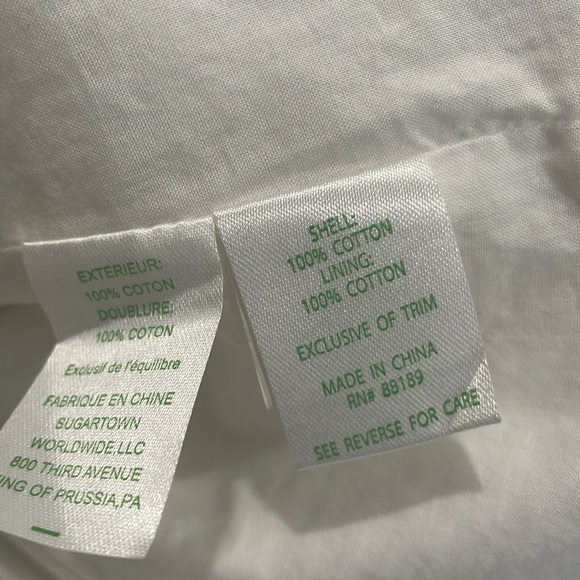 EXTERIEUR:
100% COTON
DOUBLURE:
100% COTON
Exclusif de l'équilibre
FABRIQUE EN CHINE
SUGARTOWN
WORLDWIDE,LLC
800 THIRD AVENUE
ING OF PRUSSIA,PA
SHELL:
100% COTTON
LINING:
100% COTTON
EXCLUSIVE OF TRIM
MADE IN CHINA
RN# 88189
SEE REVERSE FOR CARE